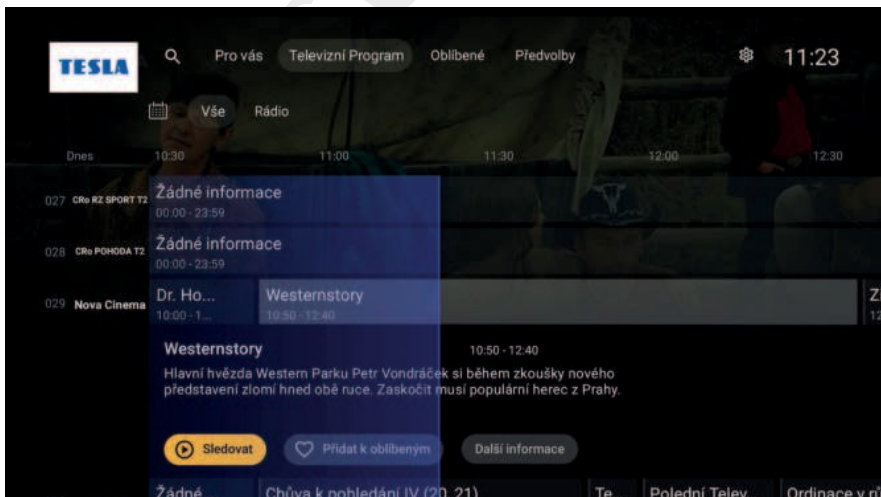 TESLA
Pro vás Televizní Program Oblíbené Předvolby 11:23
Vše Rádio
Dnes 10:30 11:00 11:30 12:00 12:30
027 CRo RZ SPORT T2 Žádné informace
00:00 - 23:59
028 CRo POHODA T2 Žádné informace
00:00 - 23:59
029 Nova Cinema Dr. Ho... Westernstory
10:00 - 1... 10:50 - 12:40
Westernstory 10:50 - 12:40
Hlavní hvězda Western Parku Petr Vondráček si během zkoušky nového
představení zlomí hned obě ruce. Zaskočit musí populární herec z Prahy.
Sledovat Přidat k oblíbeným Další informace
Žádné Chůva k pohledání IV (20, 21) Te Polední Telev Ordinace v